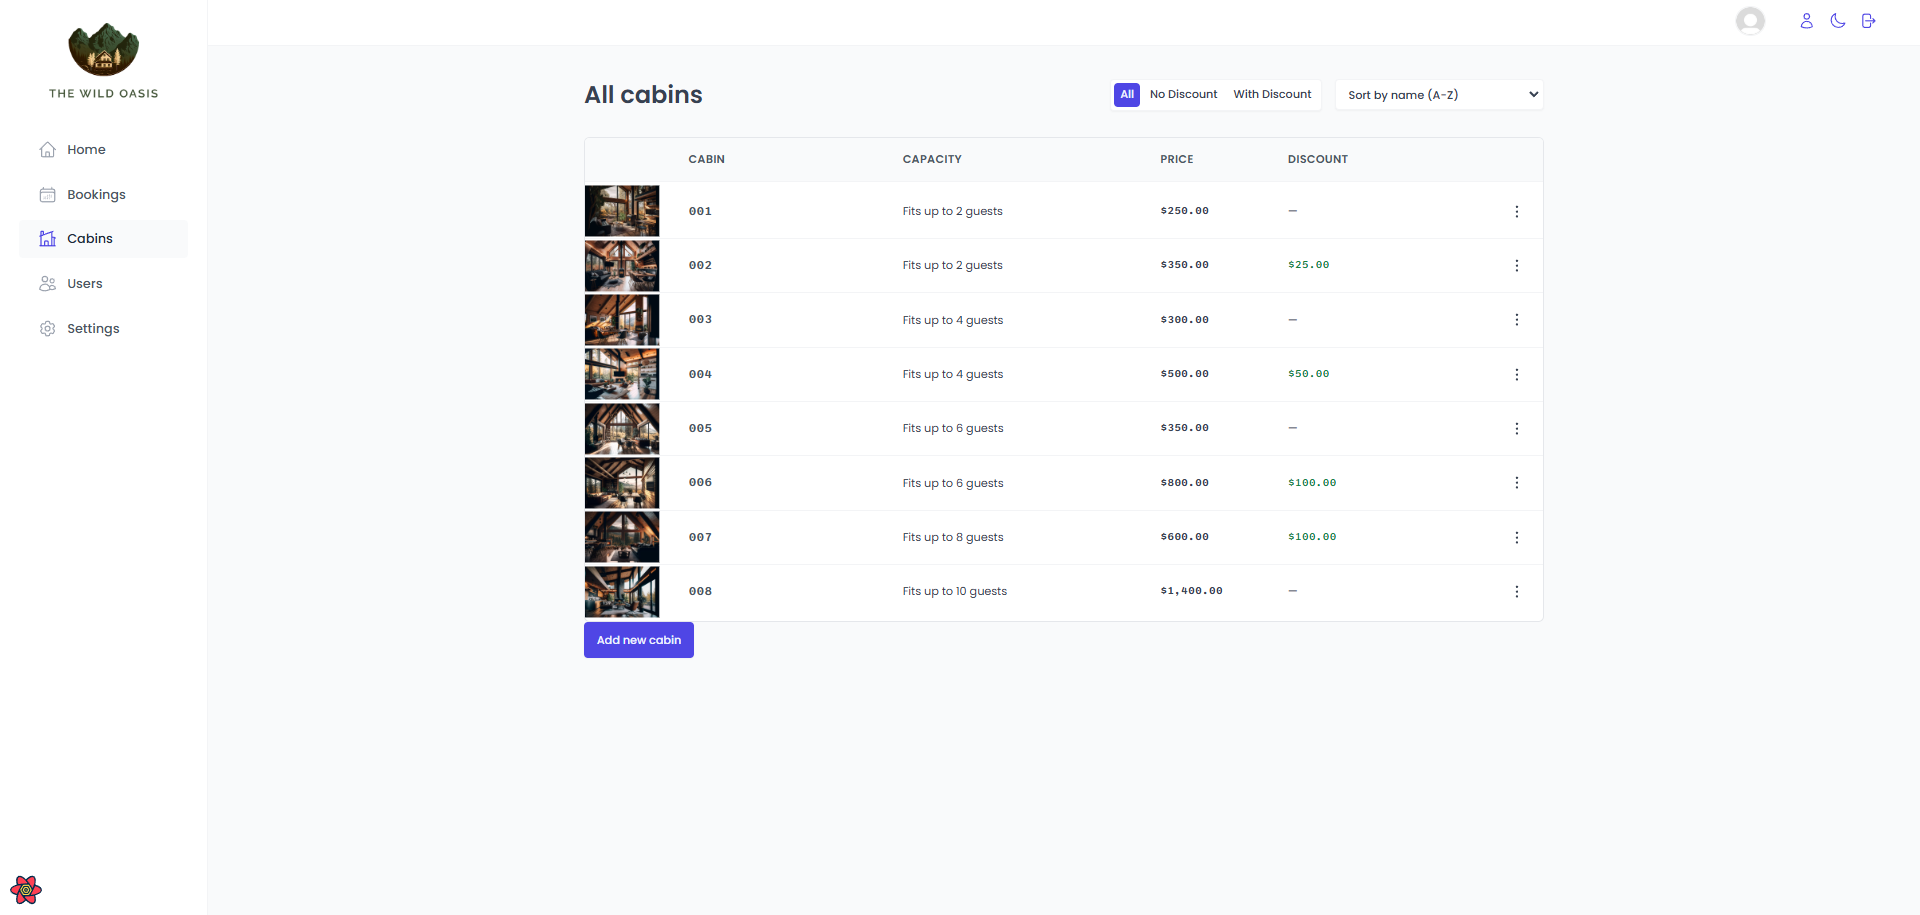 THE WILD OASIS
Home
Bookings
Cabins
Users
Settings
All cabins
All No Discount With Discount
Sort by name (A-Z)
CABIN CAPACITY PRICE DISCOUNT
001 Fits up to 2 guests $250.00 —
002 Fits up to 2 guests $350.00 $25.00
003 Fits up to 4 guests $300.00 —
004 Fits up to 4 guests $500.00 $50.00
005 Fits up to 6 guests $350.00 —
006 Fits up to 6 guests $800.00 $100.00
007 Fits up to 8 guests $600.00 $100.00
008 Fits up to 10 guests $1,400.00 —
Add new cabin